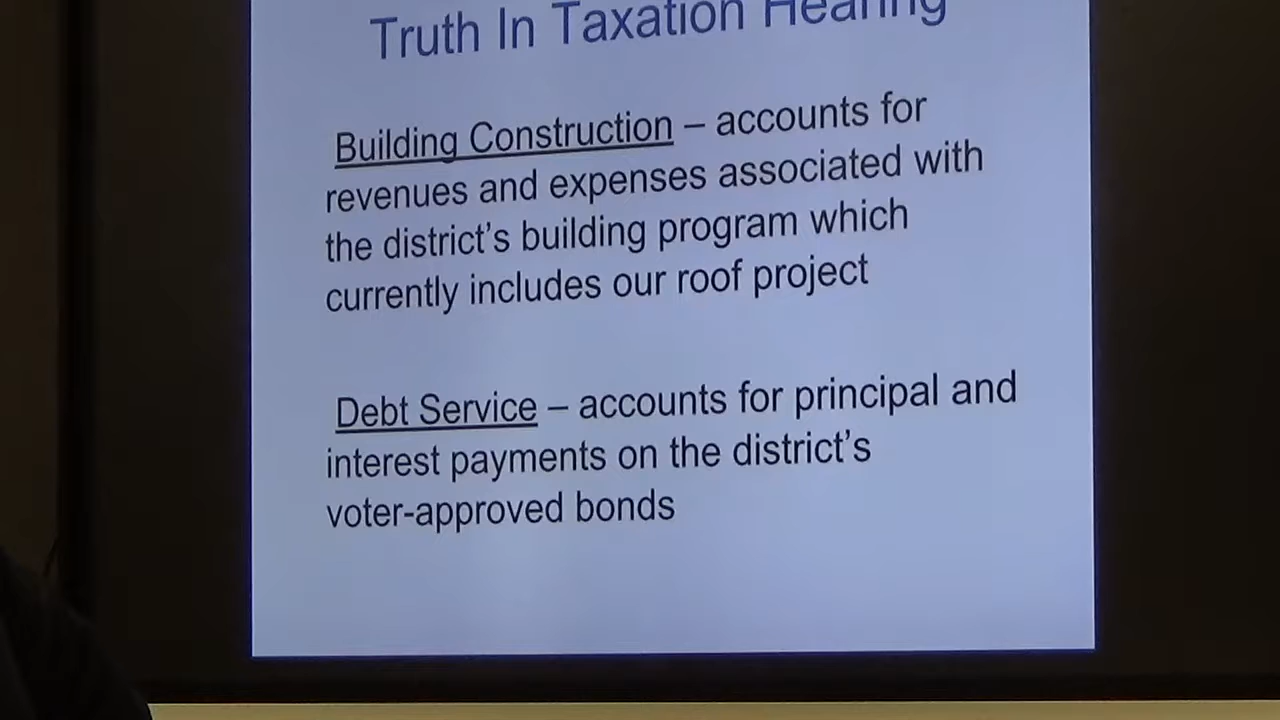 Truth In Taxation Hearing
Building Construction – accounts for
revenues and expenses associated with
the district's building program which
currently includes our roof project
Debt Service – accounts for principal and
interest payments on the district's
voter-approved bonds